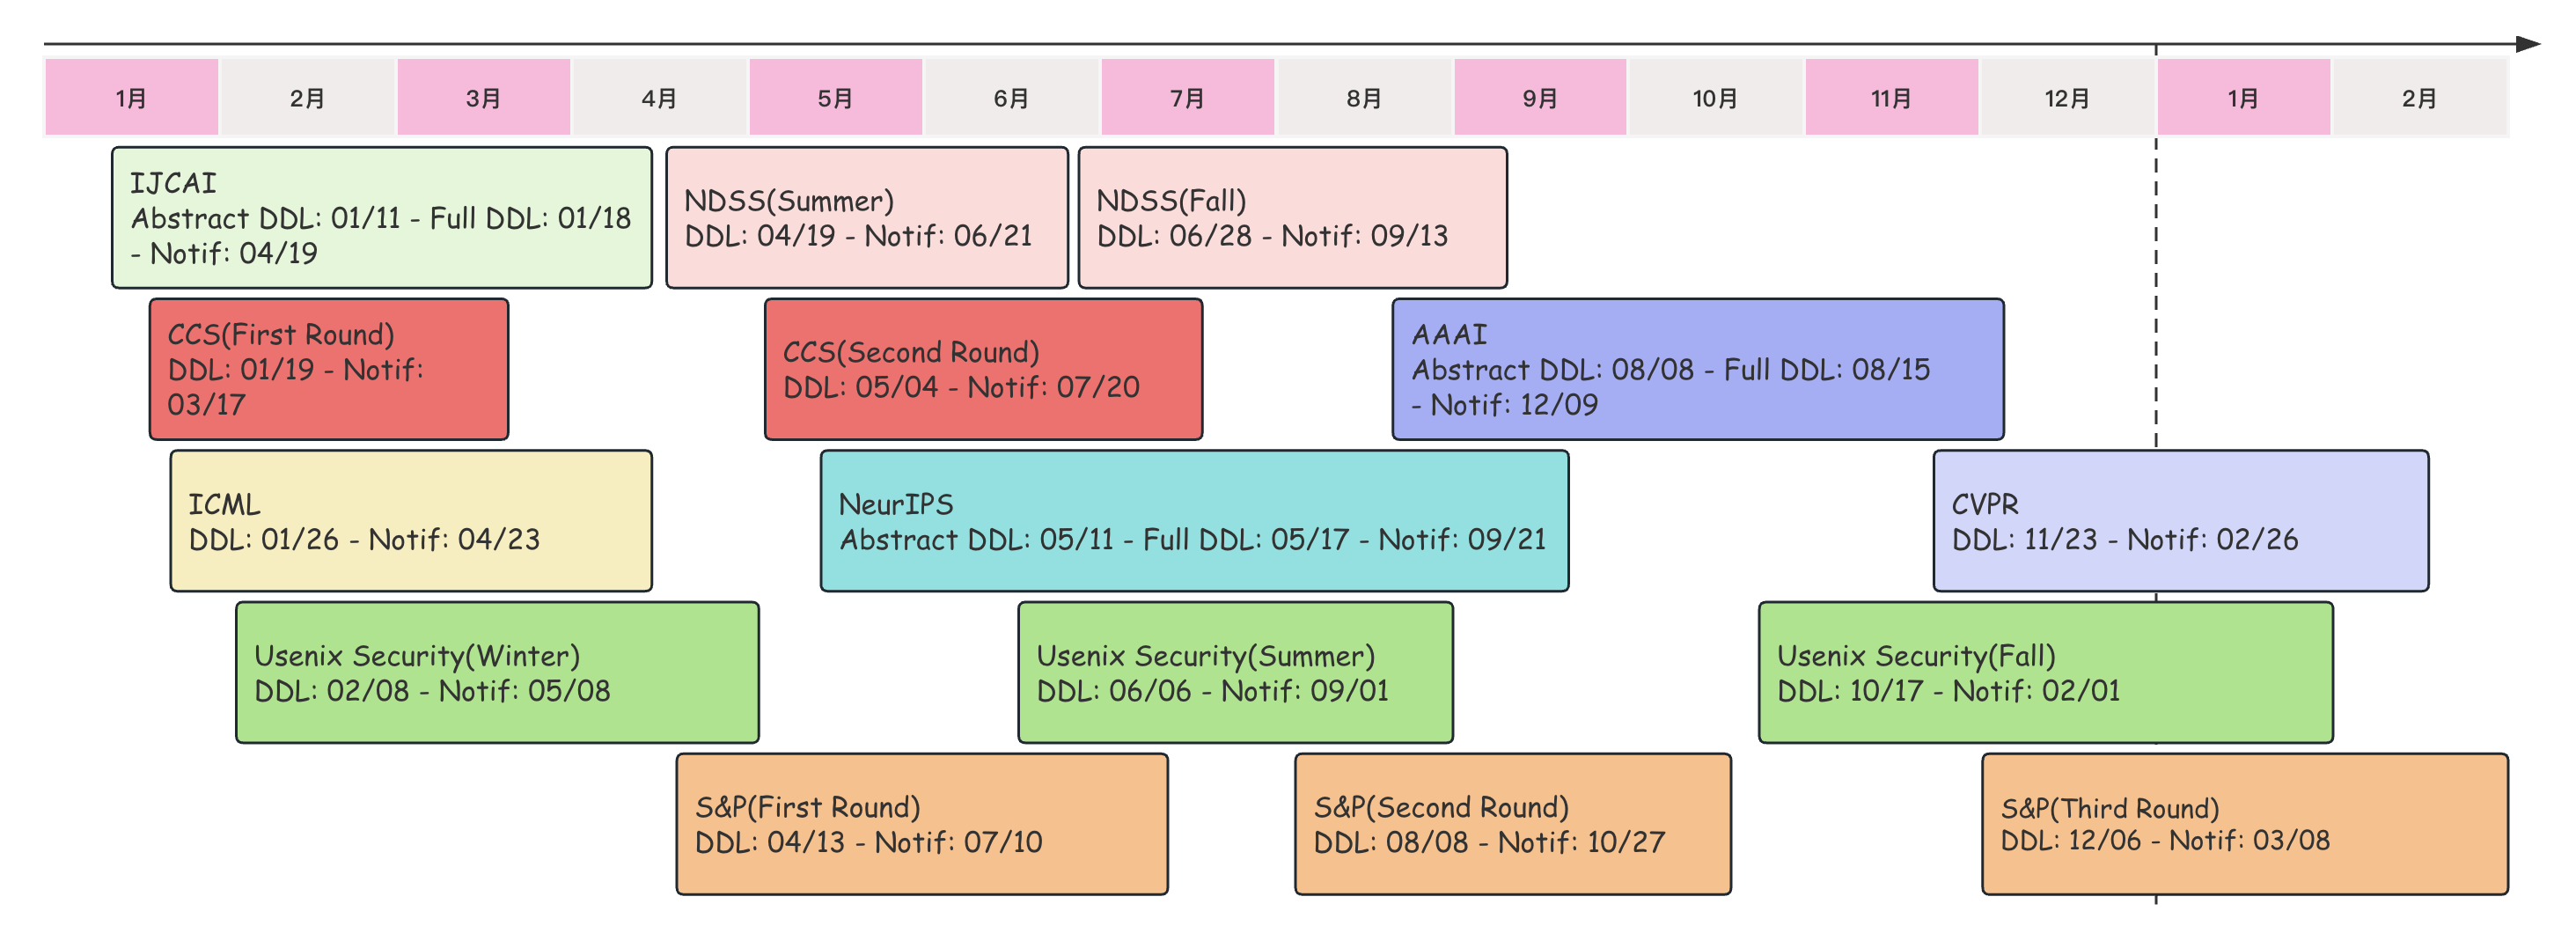 1月
2月
3月
4月
5月
6月
7月
8月
9月
10月
11月
12月
1月
2月
IJCAI
Abstract DDL: 01/11 - Full DDL: 01/18
- Notif: 04/19
NDSS(Summer)
DDL: 04/19 - Notif: 06/21
NDSS(Fall)
DDL: 06/28 - Notif: 09/13
CCS(First Round)
DDL: 01/19 - Notif:
03/17
CCS(Second Round)
DDL: 05/04 - Notif: 07/20
AAAI
Abstract DDL: 08/08 - Full DDL: 08/15
- Notif: 12/09
ICML
DDL: 01/26 - Notif: 04/23
NeurIPS
Abstract DDL: 05/11 - Full DDL: 05/17 - Notif: 09/21
CVPR
DDL: 11/23 - Notif: 02/26
Usenix Security(Winter)
DDL: 02/08 - Notif: 05/08
Usenix Security(Summer)
DDL: 06/06 - Notif: 09/01
Usenix Security(Fall)
DDL: 10/17 - Notif: 02/01
S&P(First Round)
DDL: 04/13 - Notif: 07/10
S&P(Second Round)
DDL: 08/08 - Notif: 10/27
S&P(Third Round)
DDL: 12/06 - Notif: 03/08